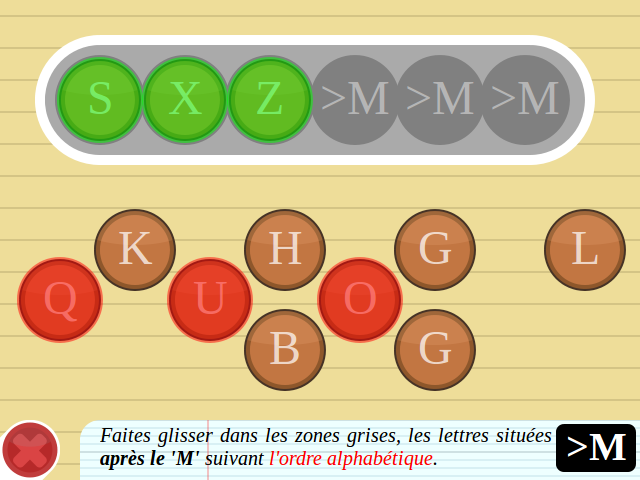 S X Z >M >M >M
K H G L
Q U O
B G
Faites glisser dans les zones grises, les lettres situées
après le 'M' suivant l'ordre alphabétique.
>M